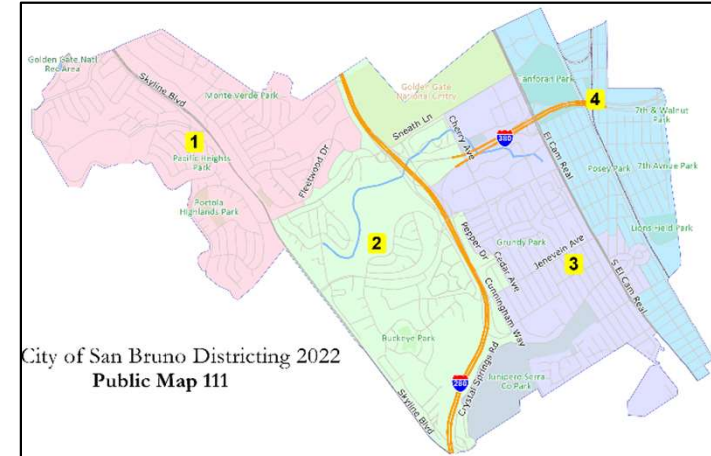 Golden Gate Natl
Rec Area
Skyline Blvd
Monte Verde Park
1
Pacific Heights
Park
Portola
Highlands Park
Fleetwood Dr
Golden Gate
National Cmtry
Sneath Ln
Cherry Ave
380
Tanforan Park
4
7th & Walnut
Park
El Cam Real
Posey Park
7th Avnue Park
Lions Field Park
2
Pepper Dr
Cedar Ave
Grundy Park
Jenevein Ave
3
S El Cam Real
Cunningham Way
Buckeye Park
Crystal Springs Rd
Junipero Serra
Co Park
280
Skyline Blvd
City of San Bruno Districting 2022
Public Map 111